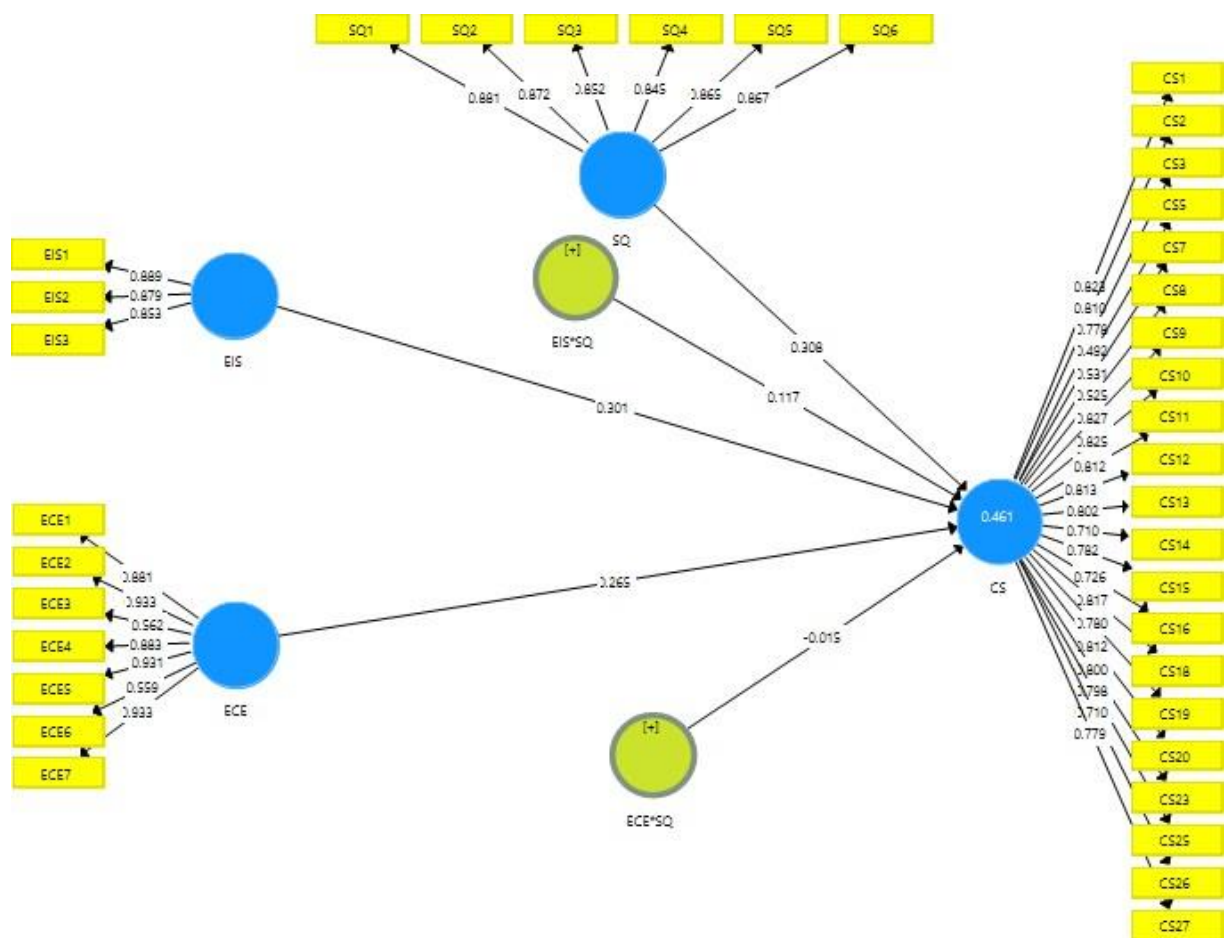 SQ1 SQ2 SQ3 SQ4 SQ5 SQ6
0.881 0.872 0.852 0.845 0.865 0.867
SQ
EIS1
EIS2
EIS3
0.889
0.879
0.853
EIS
[+]
EIS*SQ
0.308
0.117
0.301
ECE1
ECE2
ECE3
ECE4
ECE5
ECE6
ECE7
0.881
0.933
0.562
0.883
0.931
0.559
0.933
ECE
0.265
-0.015
[+]
ECE*SQ
0.461
CS
0.823
0.810
0.778
0.492
0.531
0.525
0.827
0.825
0.812
0.813
0.802
0.710
0.782
0.726
0.817
0.780
0.812
0.800
0.798
0.710
0.779
CS1
CS2
CS3
CS5
CS7
CS8
CS9
CS10
CS11
CS12
CS13
CS14
CS15
CS16
CS18
CS19
CS20
CS23
CS25
CS26
CS27